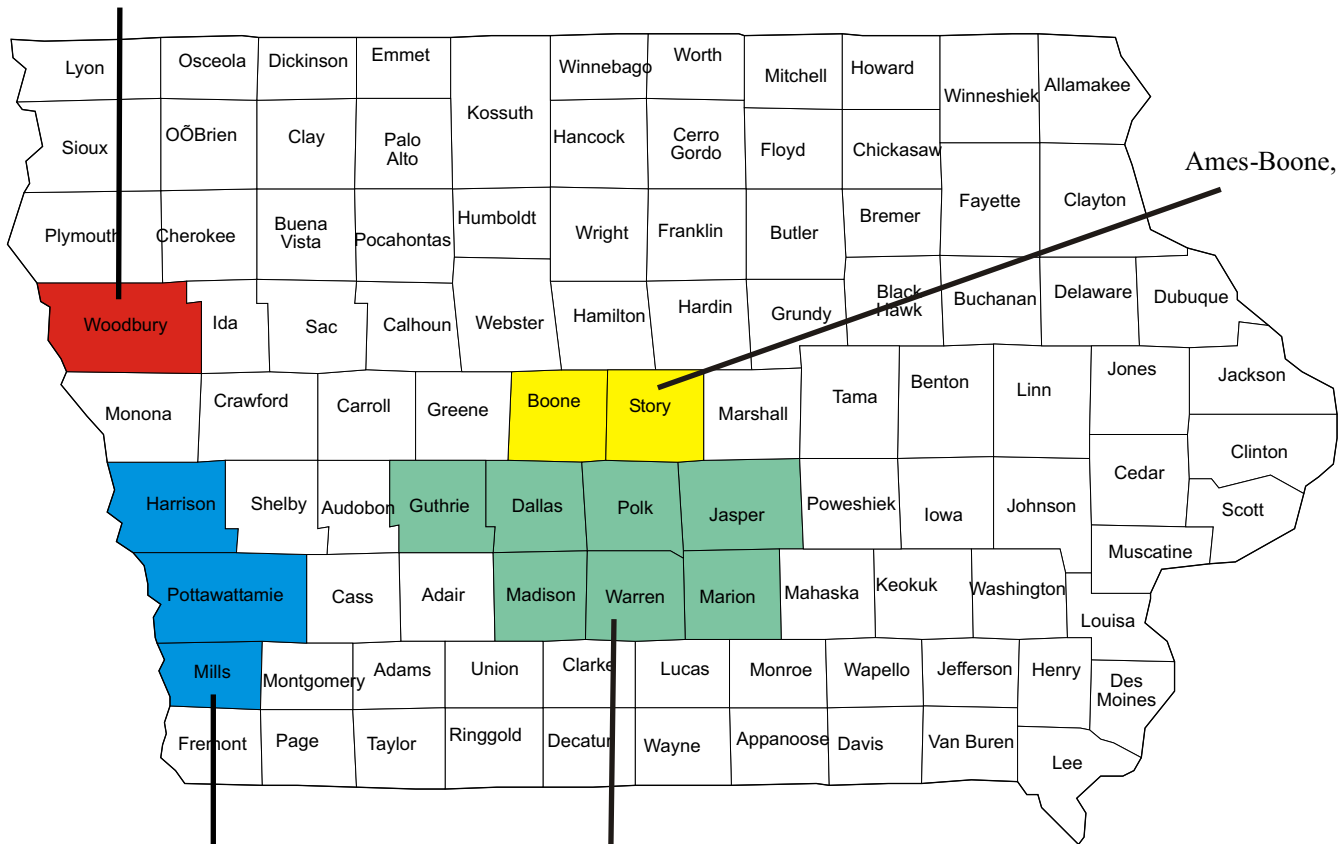 Lyon
Osceola
Dickinson
Emmet
Winnebago
Worth
Mitchell
Howard
Winneshiek
Allamakee
Kossuth
Sioux
OÕBrien
Clay
Palo
Alto
Hancock
Cerro
Gordo
Floyd
Chickasaw
Ames-Boone,
Plymouth
Cherokee
Buena
Vista
Pocahontas
Humboldt
Wright
Franklin
Butler
Bremer
Fayette
Clayton
Woodbury
Ida
Sac
Calhoun
Webster
Hamilton
Hardin
Grundy
Black
Hawk
Buchanan
Delaware
Dubuque
Monona
Crawford
Carroll
Greene
Boone
Story
Marshall
Tama
Benton
Linn
Jones
Jackson
Clinton
Cedar
Scott
Harrison
Shelby
Audobon
Guthrie
Dallas
Polk
Jasper
Poweshiek
Iowa
Johnson
Muscatine
Pottawattamie
Cass
Adair
Madison
Warren
Marion
Mahaska
Keokuk
Washington
Louisa
Mills
Montgomery
Adams
Union
Clarke
Lucas
Monroe
Wapello
Jefferson
Henry
Des
Moines
Fremont
Page
Taylor
Ringgold
Decatur
Wayne
Appanoose
Davis
Van Buren
Lee